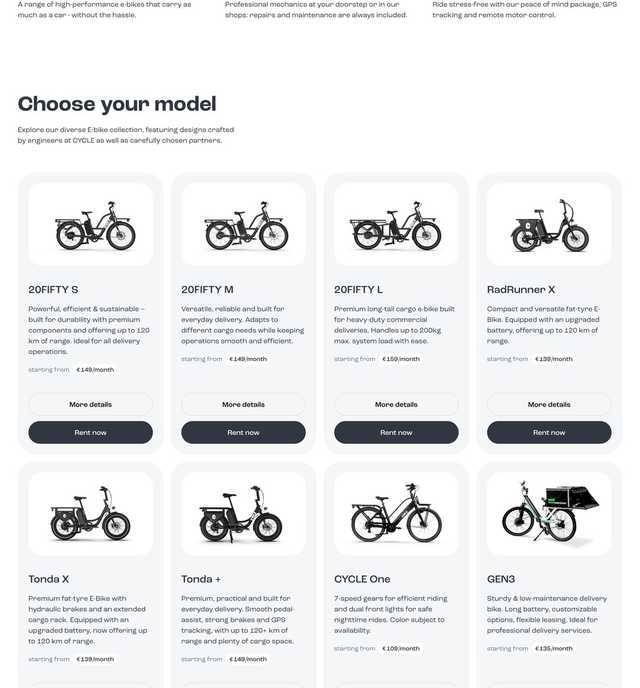 A range of high-performance e-bikes that carry as
much as a car - without the hassle.
Professional mechanics at your doorstep or in our
shops: repairs and maintenance are always included.
Ride stress-free with our peace of mind package, GPS
tracking and remote motor control.
Choose your model
Explore our diverse E-bike collection, featuring designs crafted
by engineers at CYCLE as well as carefully chosen partners.
20FIFTY S
Powerful, efficient & sustainable –
built for durability with premium
components and offering up to 120
km of range. Ideal for all delivery
operations.
starting from €149/month
More details
Rent now
20FIFTY M
Versatile, reliable and built for
everyday delivery. Adapts to
different cargo needs while keeping
operations smooth and efficient.
starting from €149/month
More details
Rent now
20FIFTY L
Premium long-tail cargo e-bike built
for heavy-duty commercial
deliveries. Handles up to 200kg
max. system load with ease.
starting from €159/month
More details
Rent now
RadRunner X
Compact and versatile fat-tyre E-
Bike. Equipped with an upgraded
battery, offering up to 120 km of
range.
starting from €139/month
More details
Rent now
Tonda X
Premium fat-tyre E-Bike with
hydraulic brakes and an extended
cargo rack. Equipped with an
upgraded battery, now offering up
to 120 km of range.
starting from €139/month
Tonda +
Premium, practical and built for
everyday delivery. Smooth pedal-
assist, strong brakes and GPS
tracking, with up to 120+ km of
range and plenty of cargo space.
starting from €149/month
CYCLE One
7-speed gears for efficient riding
and dual front lights for safe
nighttime rides. Color subject to
availability.
starting from €109/month
GEN3
Sturdy & low-maintenance delivery
bike. Long battery, customizable
options, flexible leasing. Ideal for
professional delivery services.
starting from €135/month